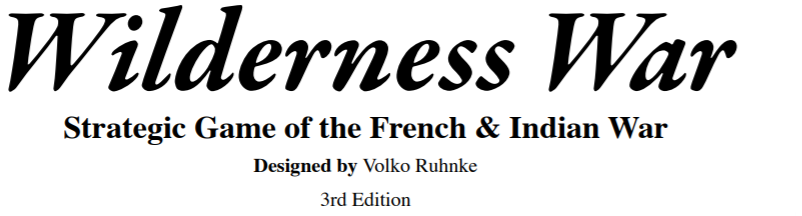 Wilderness War
Strategic Game of the French & Indian War
Designed by Volko Ruhnke
3rd Edition